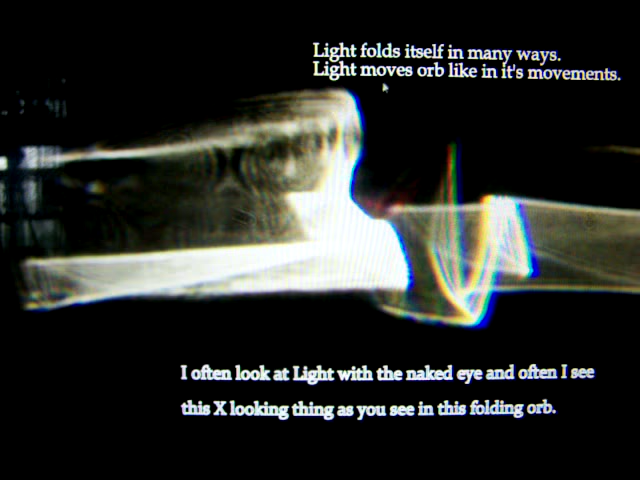 Light folds itself in many ways.
Light moves orb like in it's movements.
I often look at Light with the naked eye and often I see
this X looking thing as you see in this folding orb.